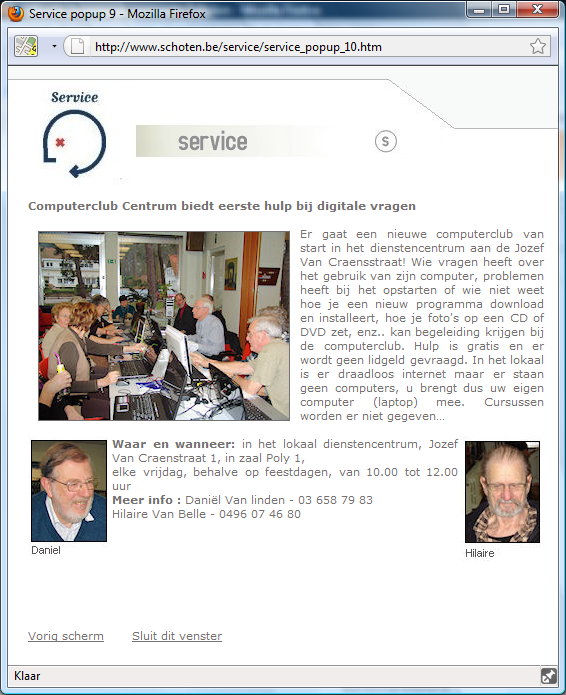 Service popup 9 - Mozilla Firefox
http://www.schoten.be/service/service_popup_10.htm
Service
service
S
Computerclub Centrum biedt eerste hulp bij digitale vragen
Er gaat een nieuwe computerclub van
start in het dienstencentrum aan de Jozef
Van Craensstraat! Wie vragen heeft over
het gebruik van zijn computer, problemen
heeft bij het opstarten of wie niet weet
hoe je een nieuw programma download
en installeert, hoe je foto's op een CD of
DVD zet, enz.. kan begeleiding krijgen bij
de computerclub. Hulp is gratis en er
wordt geen lidgeld gevraagd. In het lokaal
is er draadloos internet maar er staan
geen computers, u brengt dus uw eigen
computer (laptop) mee. Cursussen
worden er niet gegeven...
Waar en wanneer: in het lokaal dienstencentrum, Jozef
Van Craenstraat 1, in zaal Poly 1,
elke vrijdag, behalve op feestdagen, van 10.00 tot 12.00
uur
Meer info : Daniël Van linden - 03 658 79 83
Hilaire Van Belle - 0496 07 46 80
Daniel
Hilaire
Vorig scherm Sluit dit venster
Klaar